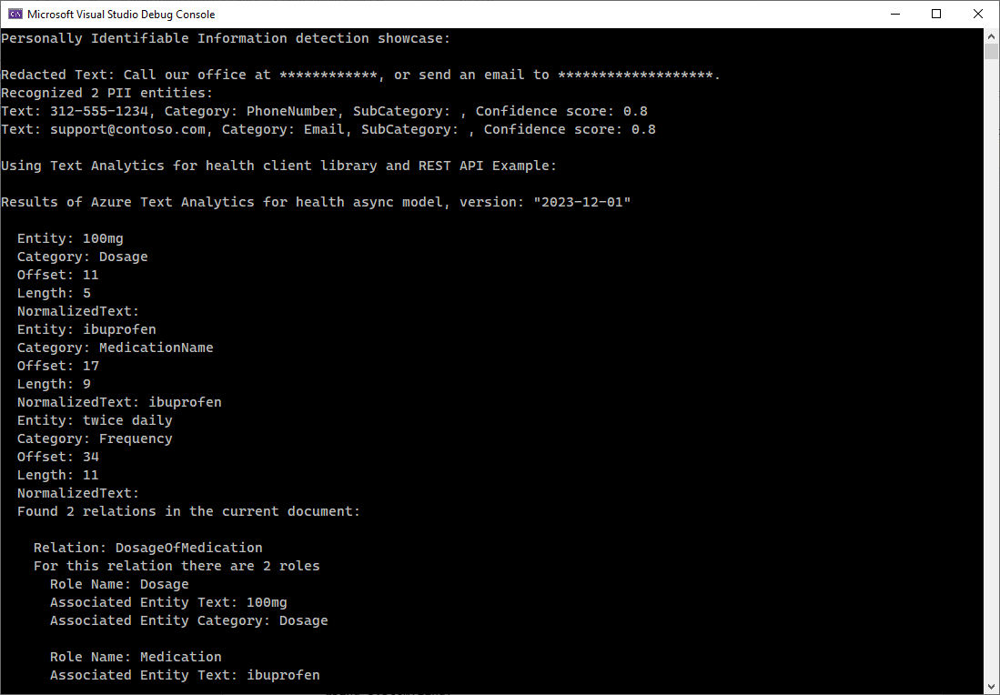 Microsoft Visual Studio Debug Console
Personally Identifiable Information detection showcase:
Redacted Text: Call our office at ************, or send an email to *******************.
Recognized 2 PII entities:
Text: 312-555-1234, Category: PhoneNumber, SubCategory: , Confidence score: 0.8
Text: support@contoso.com, Category: Email, SubCategory: , Confidence score: 0.8
Using Text Analytics for health client library and REST API Example:
Results of Azure Text Analytics for health async model, version: "2023-12-01"
Entity: 100mg
Category: Dosage
Offset: 11
Length: 5
NormalizedText:
Entity: ibuprofen
Category: MedicationName
Offset: 17
Length: 9
NormalizedText: ibuprofen
Entity: twice daily
Category: Frequency
Offset: 34
Length: 11
NormalizedText:
Found 2 relations in the current document:
Relation: DosageOfMedication
For this relation there are 2 roles
Role Name: Dosage
Associated Entity Text: 100mg
Associated Entity Category: Dosage
Role Name: Medication
Associated Entity Text: ibuprofen